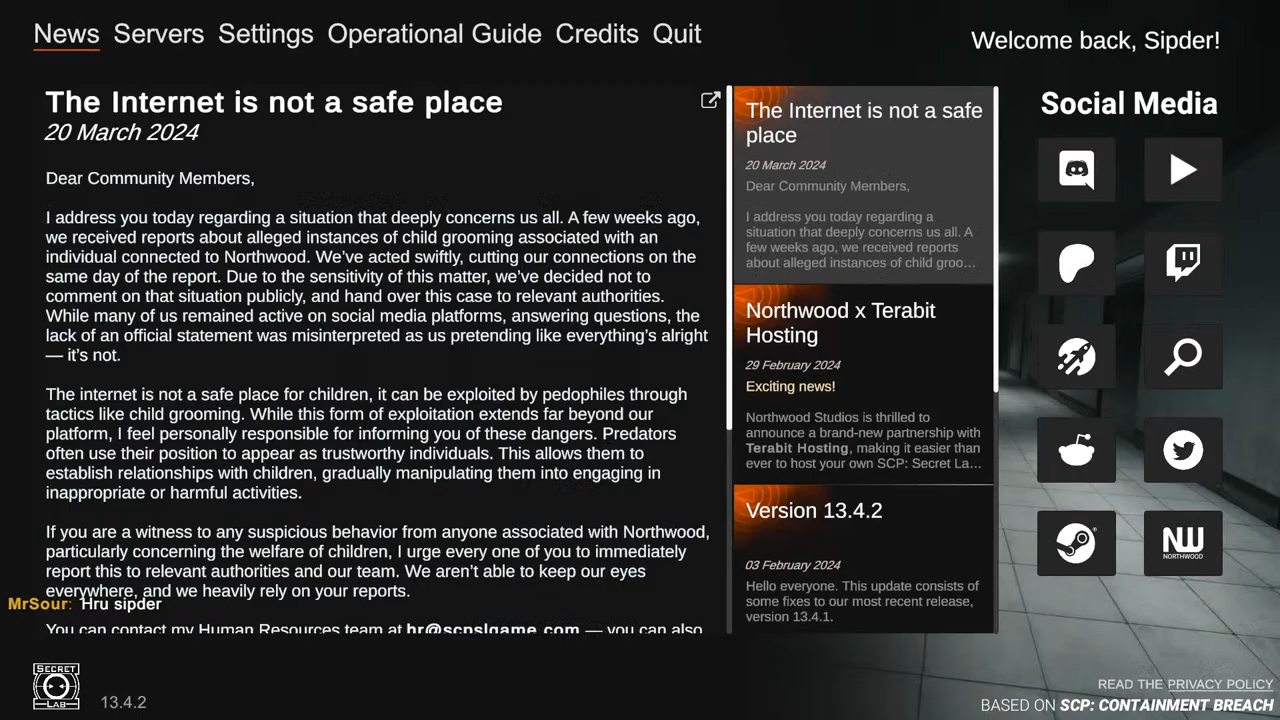 News Servers Settings Operational Guide Credits Quit
Welcome back, Sipder!
The Internet is not a safe place
20 March 2024
Dear Community Members,
I address you today regarding a situation that deeply concerns us all. A few weeks ago,
we received reports about alleged instances of child grooming associated with an
individual connected to Northwood. We've acted swiftly, cutting our connections on the
same day of the report. Due to the sensitivity of this matter, we've decided not to
comment on that situation publicly, and hand over this case to relevant authorities.
While many of us remained active on social media platforms, answering questions, the
lack of an official statement was misinterpreted as us pretending like everything's alright
— it's not.
The internet is not a safe place for children, it can be exploited by pedophiles through
tactics like child grooming. While this form of exploitation extends far beyond our
platform, I feel personally responsible for informing you of these dangers. Predators
often use their position to appear as trustworthy individuals. This allows them to
establish relationships with children, gradually manipulating them into engaging in
inappropriate or harmful activities.
If you are a witness to any suspicious behavior from anyone associated with Northwood,
particularly concerning the welfare of children, I urge every one of you to immediately
report this to relevant authorities and our team. We aren't able to keep our eyes
everywhere, and we heavily rely on your reports.
MrSour: Hru sipder
You can contact my Human Resources team at hr@scpslgame.com — you can also
The Internet is not a safe
place
20 March 2024
Dear Community Members,
I address you today regarding a
situation that deeply concerns us all. A
few weeks ago, we received reports
about alleged instances of child groo...
Northwood x Terabit
Hosting
29 February 2024
Exciting news!
Northwood Studios is thrilled to
announce a brand-new partnership with
Terabit Hosting, making it easier than
ever to host your own SCP: Secret La...
Version 13.4.2
03 February 2024
Hello everyone. This update consists of
some fixes to our most recent release,
version 13.4.1.
Social Media
NW
NORTHWOOD
SECRET
LAB
13.4.2
READ THE PRIVACY POLICY
BASED ON SCP: CONTAINMENT BREACH